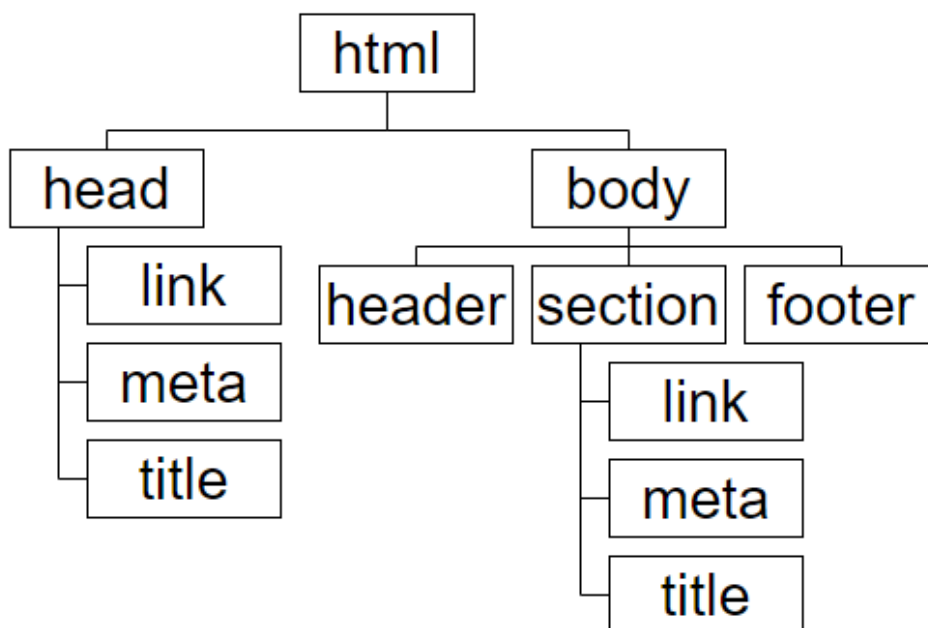 html
head
body
link
header
section
footer
meta
link
title
meta
title